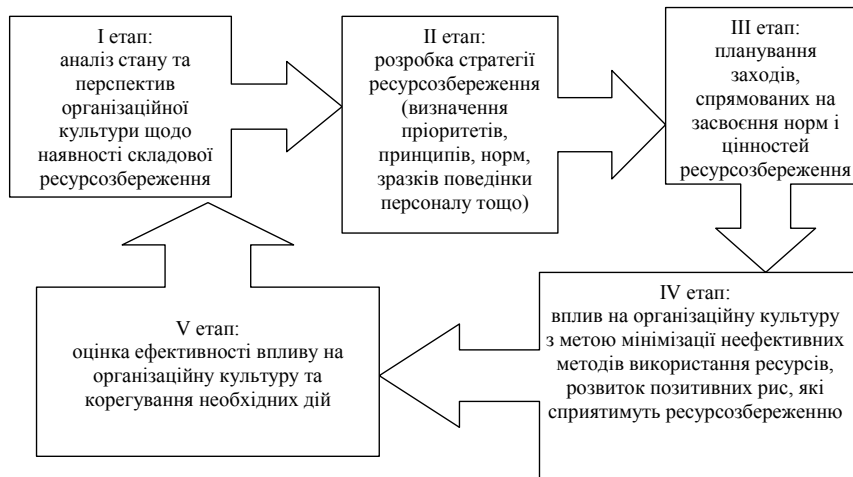 І етап:
аналіз стану та
перспектив
організаційної
культури щодо
наявності складової
ресурсозбереження
ІІ етап:
розробка стратегії
ресурсозбереження
(визначення
пріоритетів,
принципів, норм,
зразків поведінки
персоналу тощо)
ІІІ етап:
планування
заходів,
спрямованих на
засвоєння норм і
цінностей
ресурсозбереження
IV етап:
вплив на організаційну культуру
з метою мінімізації неефективних
методів використання ресурсів,
розвиток позитивних рис, які
сприятимуть ресурсозбереженню
V етап:
оцінка ефективності впливу на
організаційну культуру та
корегування необхідних дій